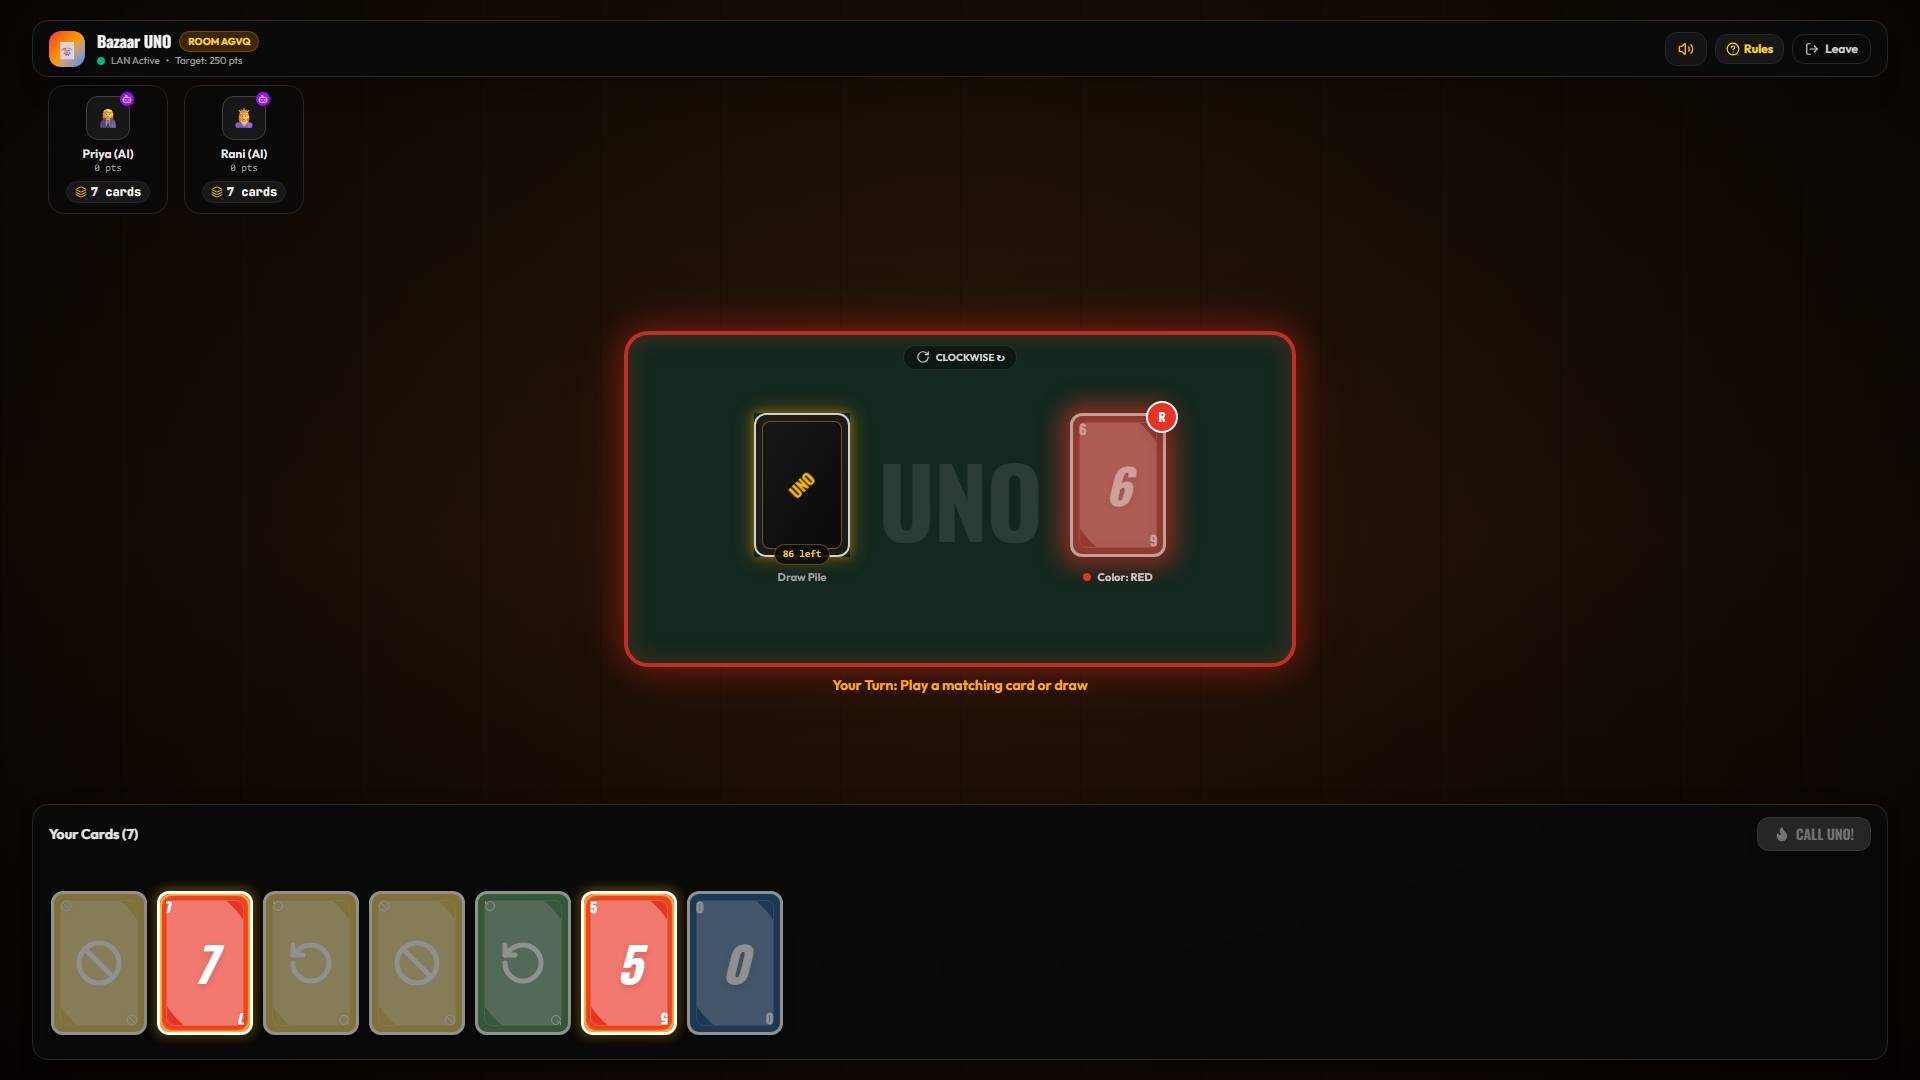 Bazaar UNO ROOM AGVQ
LAN Active • Target: 250 pts
Rules
Leave
Priya (AI)
0 pts
7 cards
Rani (AI)
0 pts
7 cards
CLOCKWISE ↻
UNO
86 left
Draw Pile
UNO
R
6
6
6
Color: RED
Your Turn: Play a matching card or draw
Your Cards (7)
CALL UNO!
7
7
7
5
5
5
0
0
0